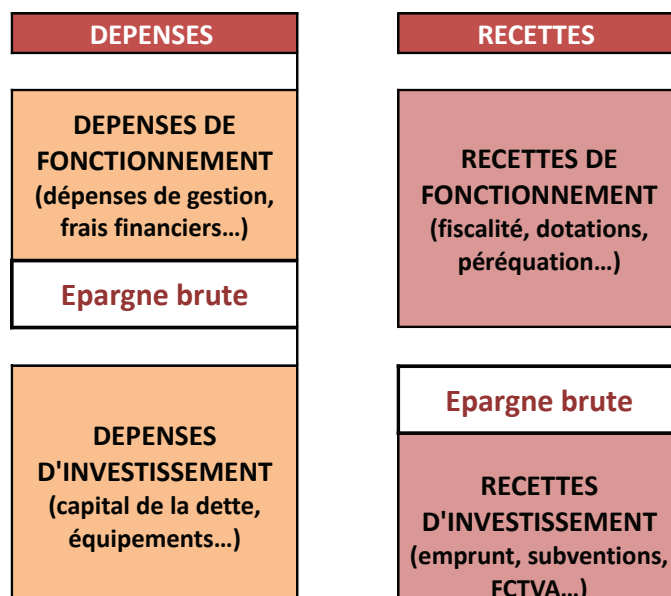 DEPENSES
RECETTES
DEPENSES DE
FONCTIONNEMENT
(dépenses de gestion,
frais financiers…)
Epargne brute
RECETTES DE
FONCTIONNEMENT
(fiscalité, dotations,
péréquation…)
DEPENSES
D'INVESTISSEMENT
(capital de la dette,
équipements…)
Epargne brute
RECETTES
D'INVESTISSEMENT
(emprunt, subventions,
FCTVA…)